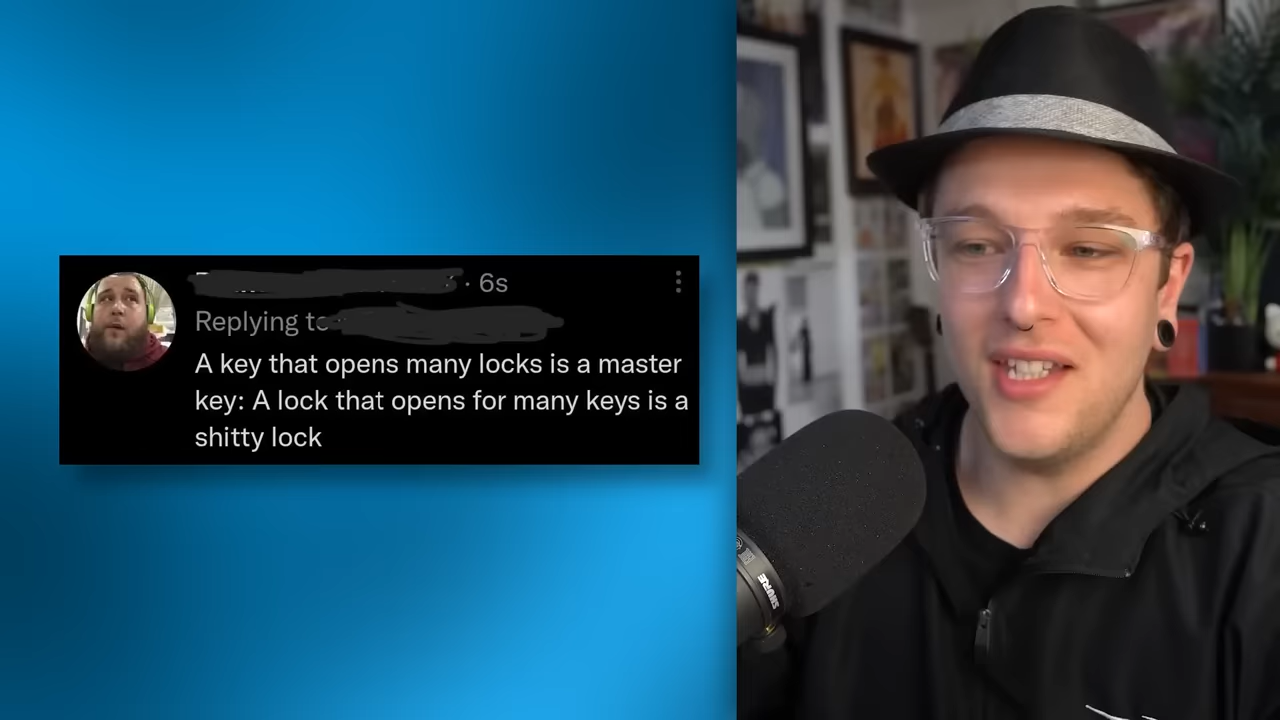 · 6s
Replying to
A key that opens many locks is a master
key: A lock that opens for many keys is a
shitty lock
SHURE